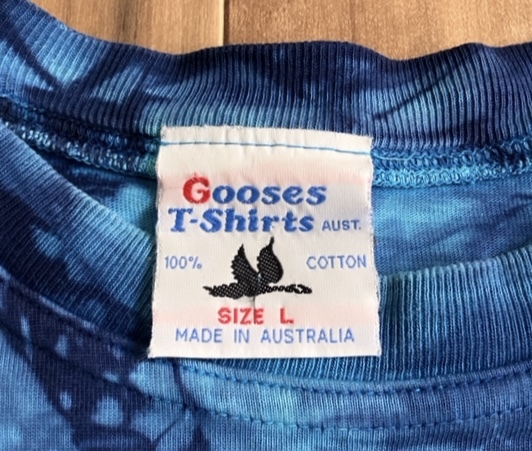 Gooses
T-Shirts AUST.
100% COTTON
SIZE L
MADE IN AUSTRALIA